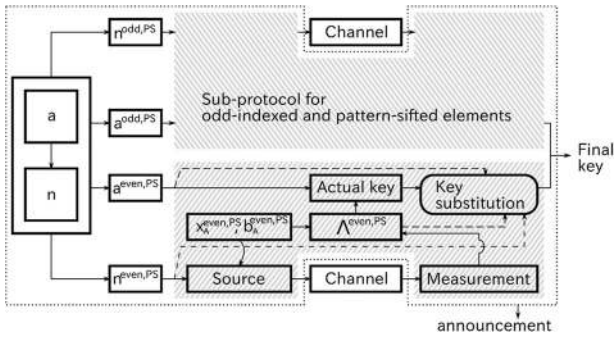 n^odd,PS
Channel
a
Sub-protocol for
odd-indexed and pattern-sifted elements
a^odd,PS
Final
key
n
a^even,PS
Actual key
Key
substitution
x_A^even,PS, b_A^even,PS
Λ^even,PS
n^even,PS
Source
Channel
Measurement
announcement